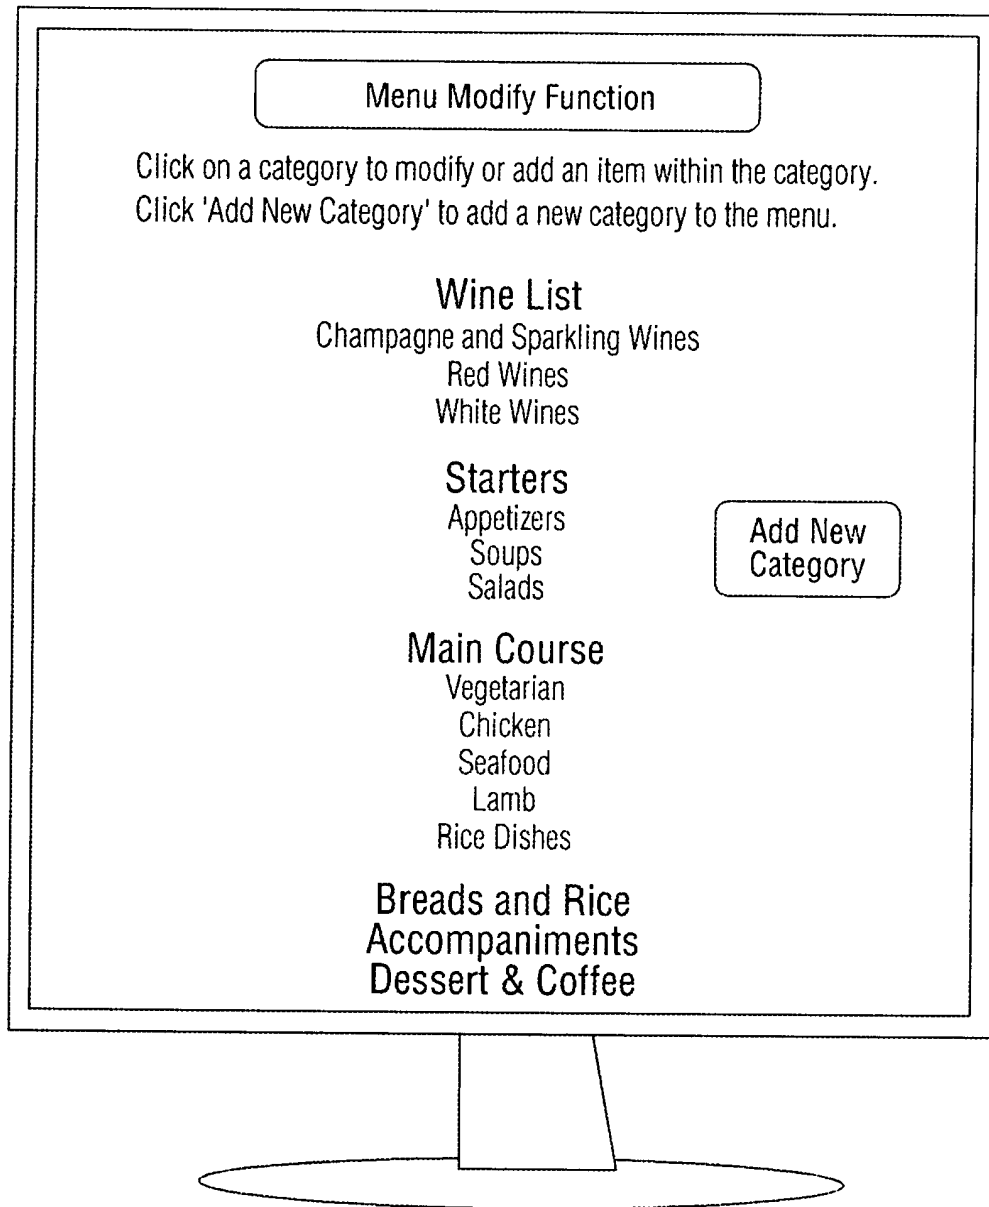 Menu Modify Function
Click on a category to modify or add an item within the category.
Click 'Add New Category' to add a new category to the menu.
Wine List
Champagne and Sparkling Wines
Red Wines
White Wines
Starters
Appetizers
Soups
Salads
Add New
Category
Main Course
Vegetarian
Chicken
Seafood
Lamb
Rice Dishes
Breads and Rice
Accompaniments
Dessert & Coffee